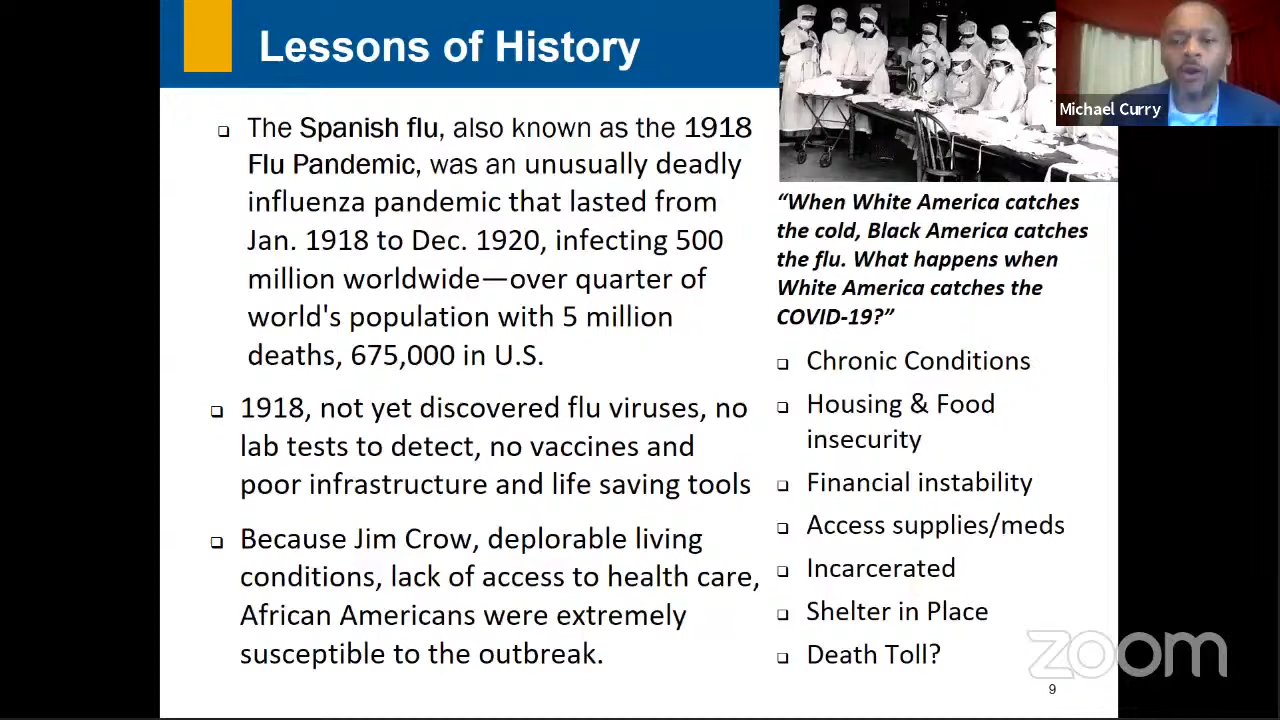 Lessons of History
❑ The Spanish flu, also known as the 1918
Flu Pandemic, was an unusually deadly
influenza pandemic that lasted from
Jan. 1918 to Dec. 1920, infecting 500
million worldwide—over quarter of
world's population with 5 million
deaths, 675,000 in U.S.
❑ 1918, not yet discovered flu viruses, no
lab tests to detect, no vaccines and
poor infrastructure and life saving tools
❑ Because Jim Crow, deplorable living
conditions, lack of access to health care,
African Americans were extremely
susceptible to the outbreak.
Michael Curry
“When White America catches
the cold, Black America catches
the flu. What happens when
White America catches the
COVID-19?”
❑ Chronic Conditions
❑ Housing & Food
insecurity
❑ Financial instability
❑ Access supplies/meds
❑ Incarcerated
❑ Shelter in Place
❑ Death Toll?
zoom
9